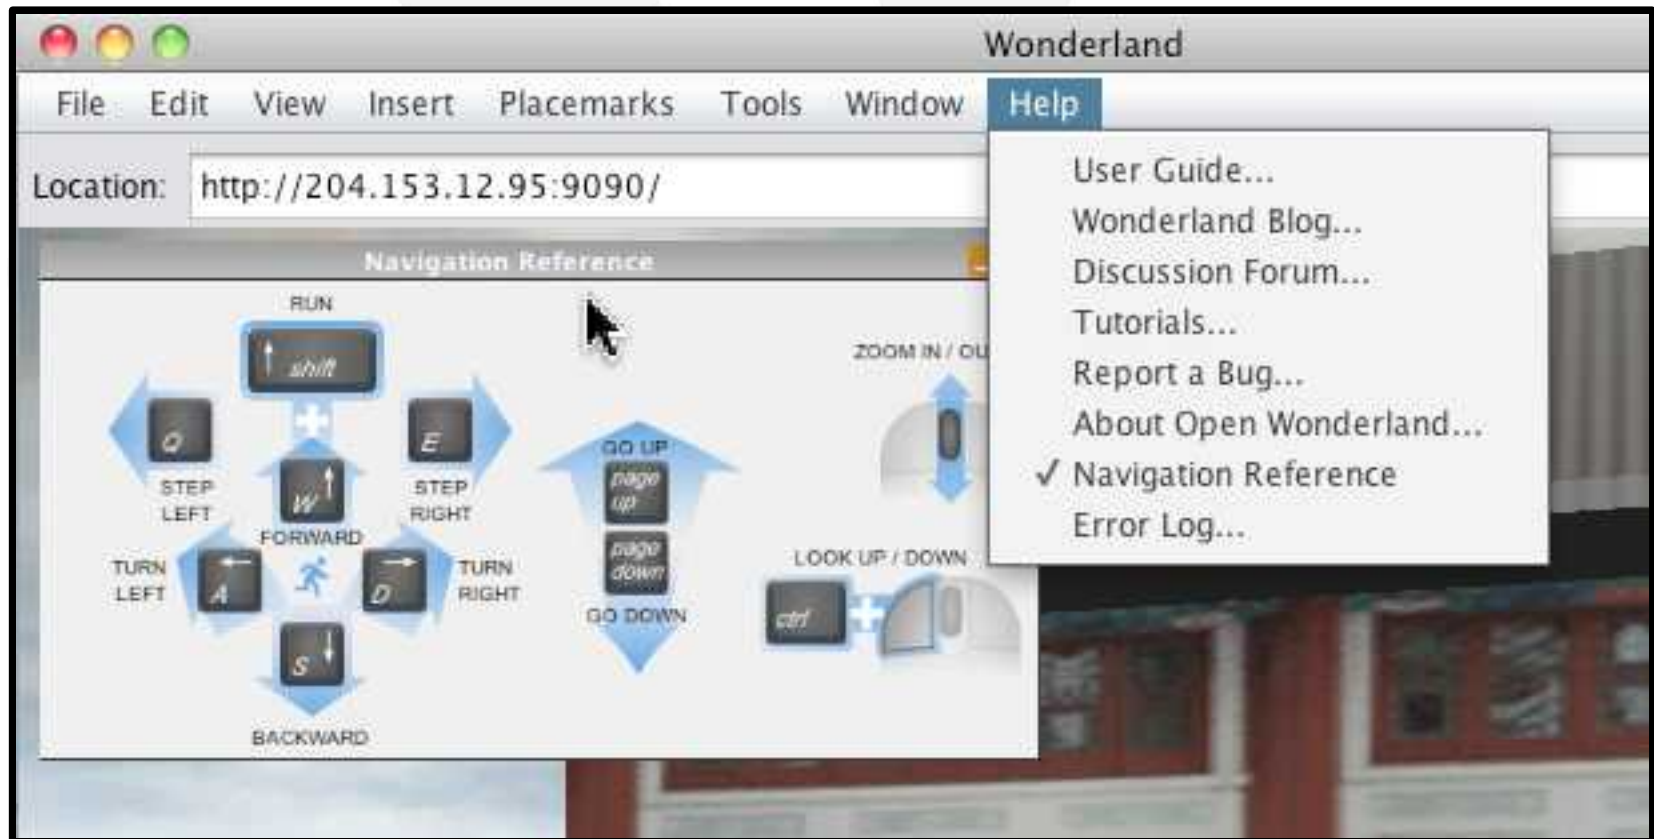 Wonderland
File Edit View Insert Placemarks Tools Window Help
Location: http://204.153.12.95:9090/
User Guide...
Wonderland Blog...
Discussion Forum...
Tutorials...
Report a Bug...
About Open Wonderland...
✓ Navigation Reference
Error Log...
Navigation Reference
RUN
shift
Q
E
STEP
LEFT
W
STEP
RIGHT
FORWARD
TURN
LEFT
A
D
TURN
RIGHT
S
BACKWARD
GO UP
page
up
page
down
GO DOWN
ZOOM IN / OU
LOOK UP / DOWN
ctrl